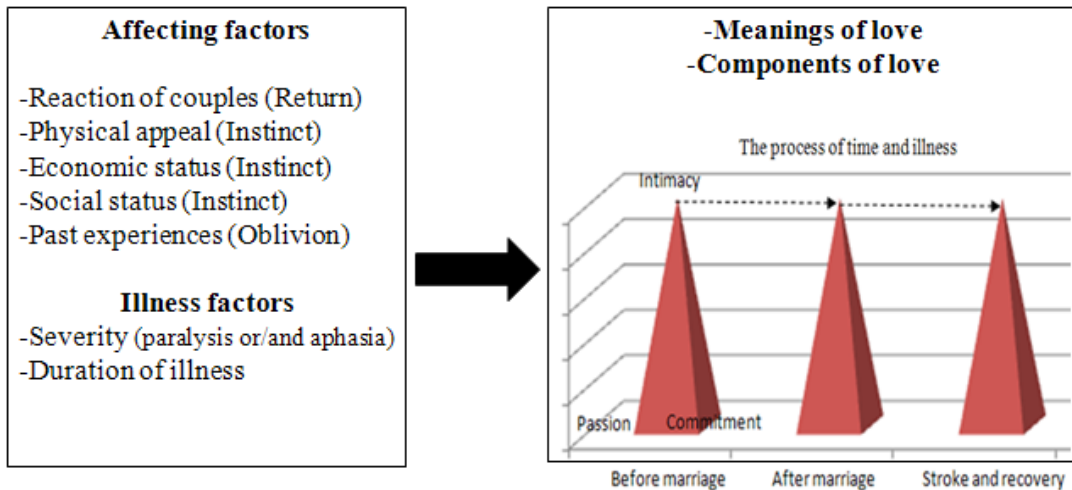 Affecting factors
-Reaction of couples (Return)
-Physical appeal (Instinct)
-Economic status (Instinct)
-Social status (Instinct)
-Past experiences (Oblivion)
Illness factors
-Severity (paralysis or/and aphasia)
-Duration of illness
-Meanings of love
-Components of love
The process of time and illness
Intimacy
Passion
Commitment
Before marriage
After marriage
Stroke and recovery